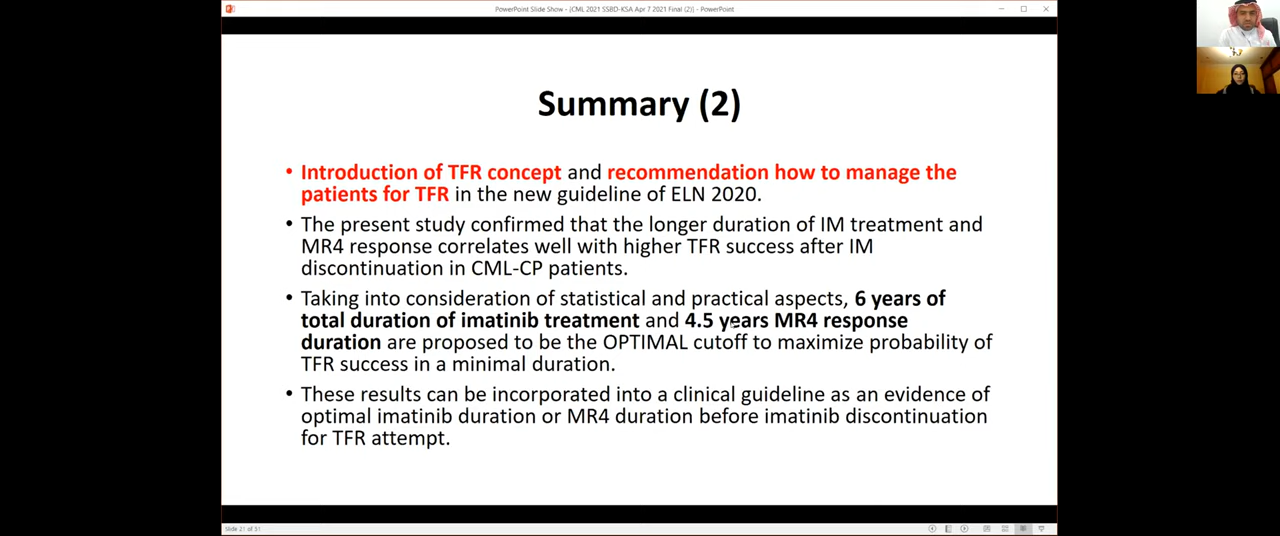 PowerPoint Slide Show - [CML 2021 SSBD-KSA Apr 7 2021 Final (2)] - PowerPoint
Summary (2)
• Introduction of TFR concept and recommendation how to manage the
patients for TFR in the new guideline of ELN 2020.
• The present study confirmed that the longer duration of IM treatment and
MR4 response correlates well with higher TFR success after IM
discontinuation in CML-CP patients.
• Taking into consideration of statistical and practical aspects, 6 years of
total duration of imatinib treatment and 4.5 years MR4 response
duration are proposed to be the OPTIMAL cutoff to maximize probability of
TFR success in a minimal duration.
• These results can be incorporated into a clinical guideline as an evidence of
optimal imatinib duration or MR4 duration before imatinib discontinuation
for TFR attempt.
Slide 21 of 51